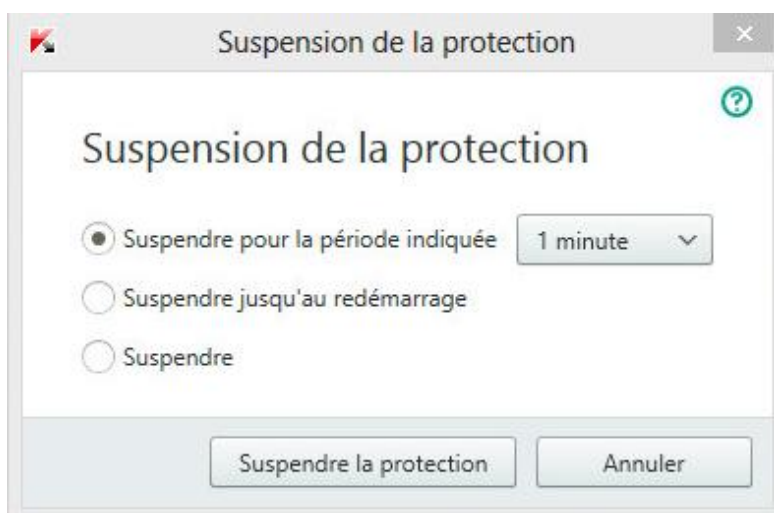 Suspension de la protection
Suspension de la protection
Suspendre pour la période indiquée 1 minute
Suspendre jusqu'au redémarrage
Suspendre
Suspendre la protection Annuler